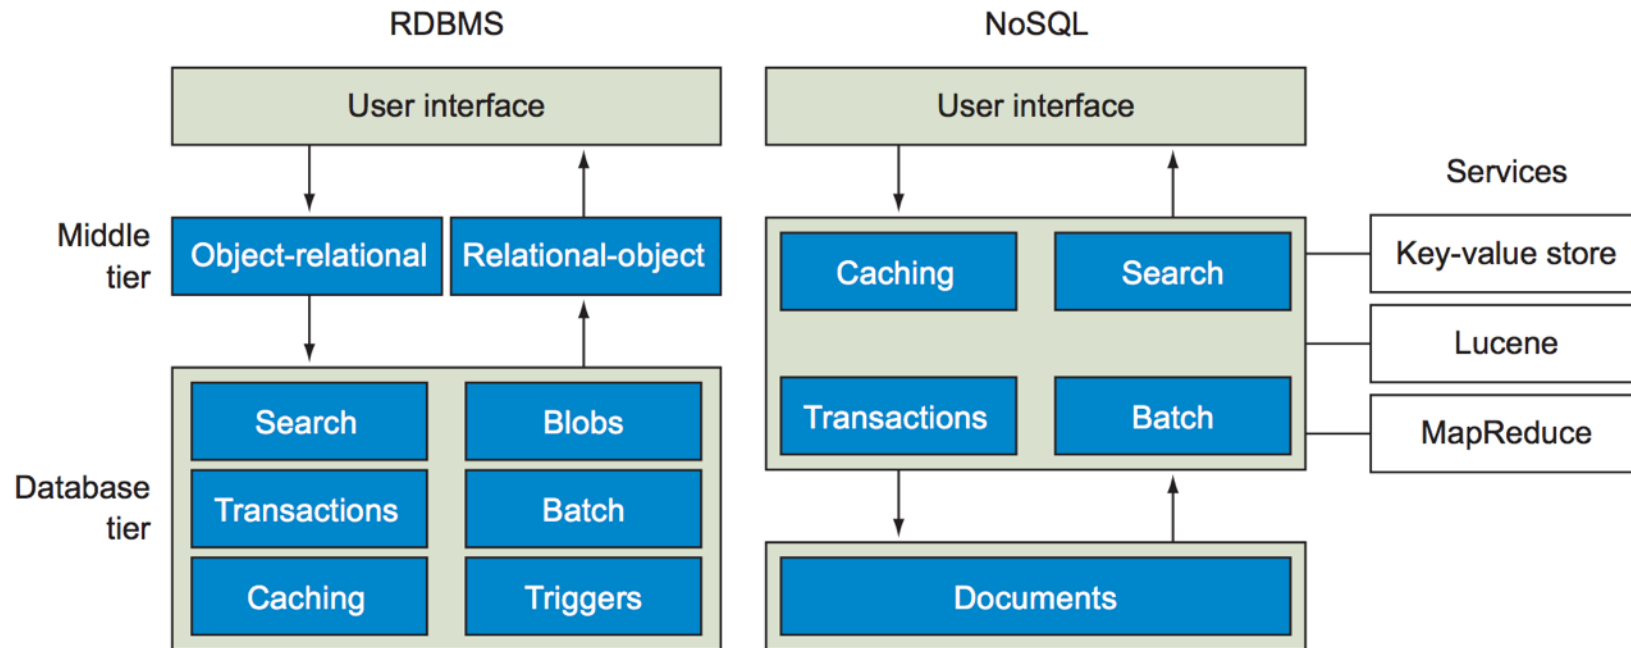 RDBMS
NoSQL
User interface
User interface
Services
Middle
tier
Object-relational
Relational-object
Caching
Search
Key-value store
Lucene
Transactions
Batch
MapReduce
Database
tier
Search
Blobs
Transactions
Batch
Caching
Triggers
Documents